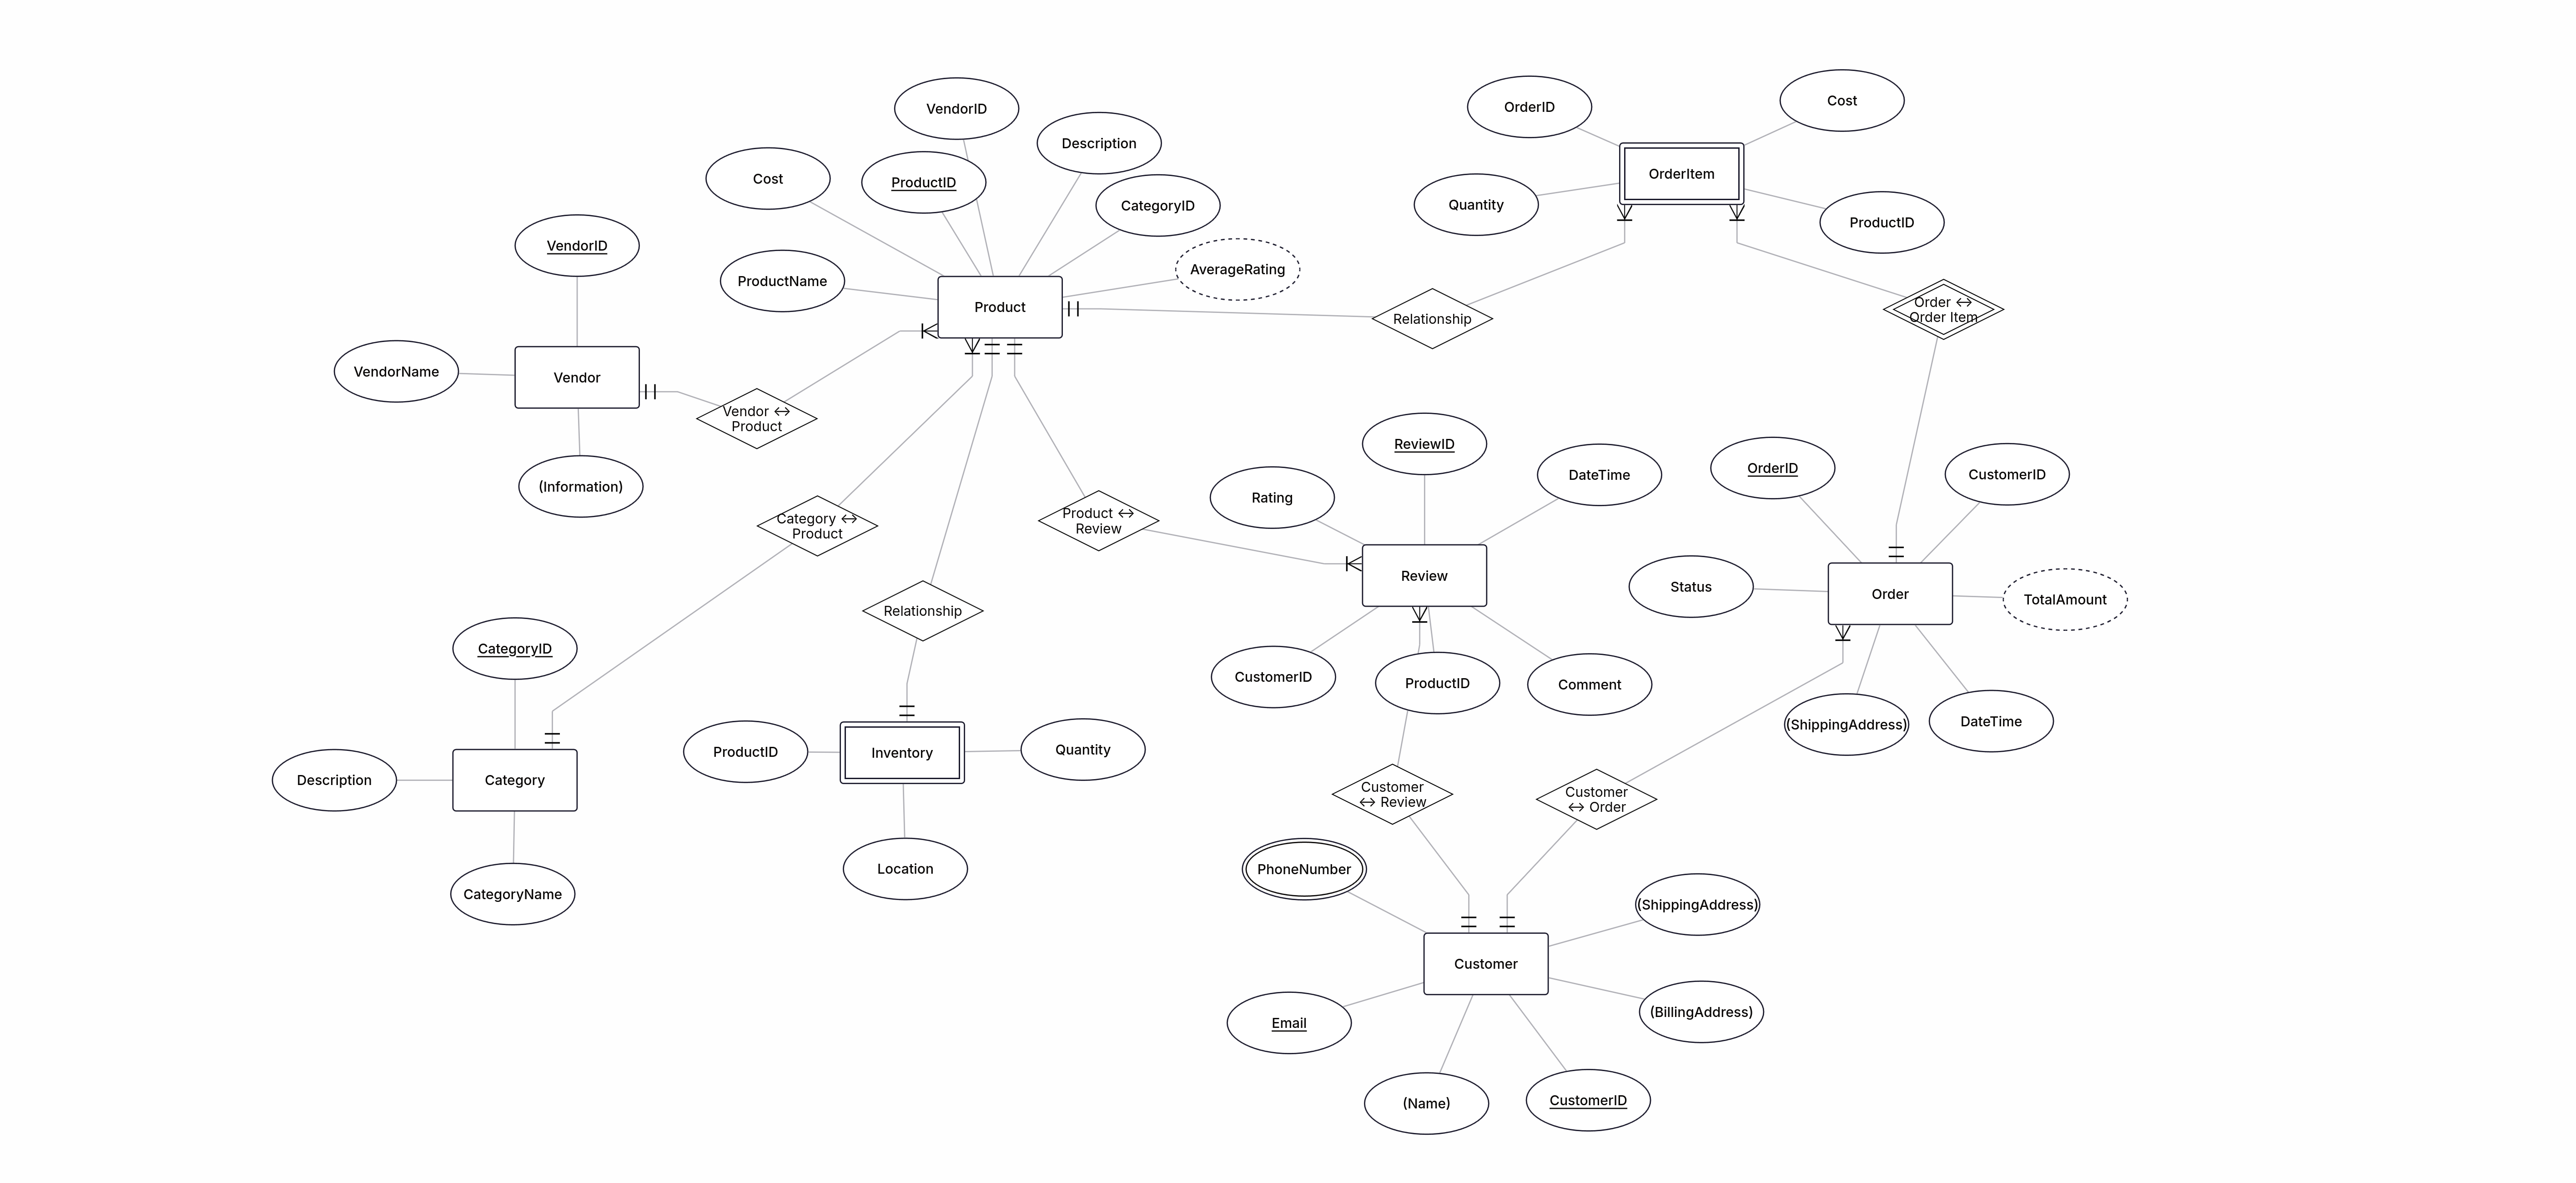 OrderID
Cost
VendorID
Description
Cost
ProductID
CategoryID
OrderItem
Quantity
ProductID
VendorID
ProductName
AverageRating
Product
Relationship
Order ↔
Order Item
VendorName
Vendor
Vendor ↔
Product
(Information)
Category ↔
Product
Product ↔
Review
ReviewID
Rating
DateTime
OrderID
CustomerID
Review
Status
Order
TotalAmount
Relationship
CategoryID
CustomerID
ProductID
Comment
(ShippingAddress)
DateTime
ProductID
Inventory
Quantity
Description
Category
Customer
↔ Review
Customer
↔ Order
Location
PhoneNumber
CategoryName
(ShippingAddress)
Customer
Email
(BillingAddress)
(Name)
CustomerID